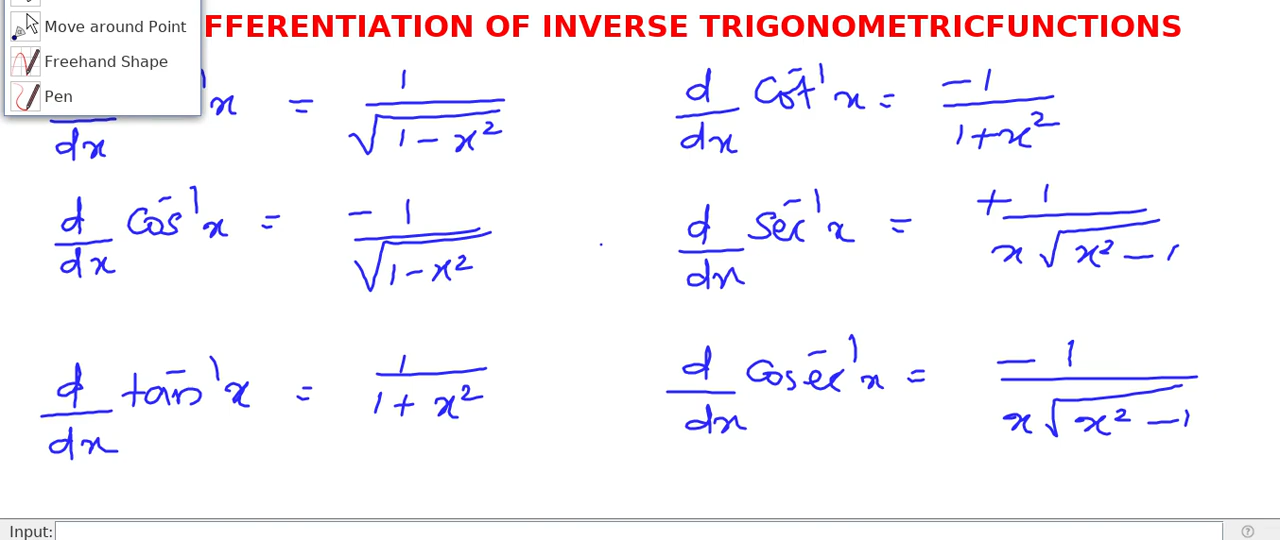 FFERENTIATION OF INVERSE TRIGONOMETRICFUNCTIONS
Move around Point
Freehand Shape
Pen
/dx ⁻¹x = 1/√(1-x²)
d/dx cos⁻¹x = -1/√(1-x²)
d/dx tan⁻¹x = 1/(1+x²)
d/dx cot⁻¹x = -1/(1+x²)
d/dx sec⁻¹x = +1/(x√(x²-1))
d/dx cosec⁻¹x = -1/(x√(x²-1))
Input: